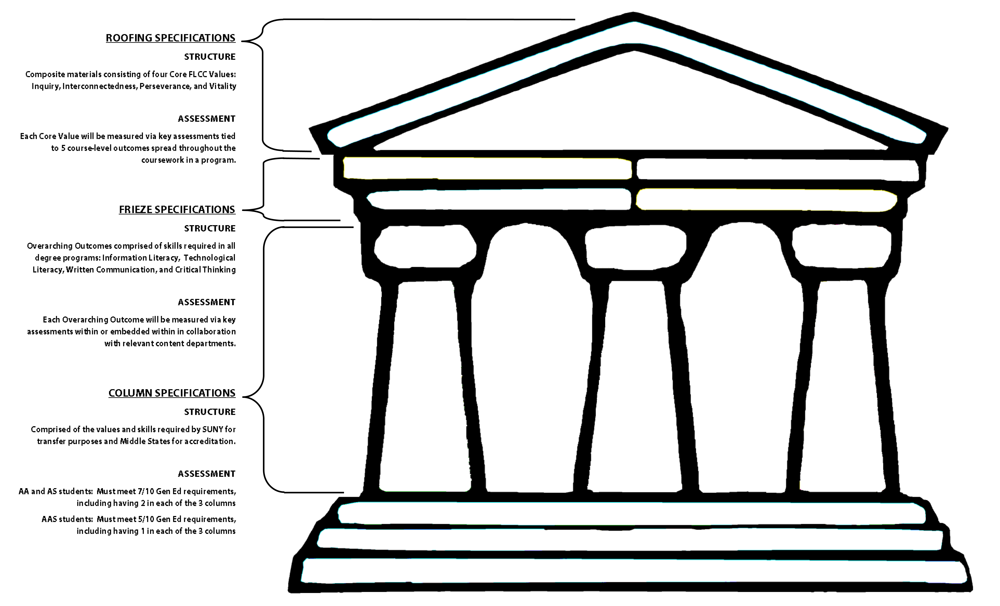 ROOFING SPECIFICATIONS
STRUCTURE
Composite materials consisting of four Core FLCC Values:
Inquiry, Interconnectedness, Perseverance, and Vitality
ASSESSMENT
Each Core Value will be measured via key assessments tied
to 5 course-level outcomes spread throughout the
coursework in a program.
FRIEZE SPECIFICATIONS
STRUCTURE
Overarching Outcomes comprised of skills required in all
degree programs: Information Literacy, Technological
Literacy, Written Communication, and Critical Thinking
ASSESSMENT
Each Overarching Outcome will be measured via key
assessments within or embedded within in collaboration
with relevant content departments.
COLUMN SPECIFICATIONS
STRUCTURE
Comprised of the values and skills required by SUNY for
transfer purposes and Middle States for accreditation.
ASSESSMENT
AA and AS students: Must meet 7/10 Gen Ed requirements,
including having 2 in each of the 3 columns
AAS students: Must meet 5/10 Gen Ed requirements,
including having 1 in each of the 3 columns